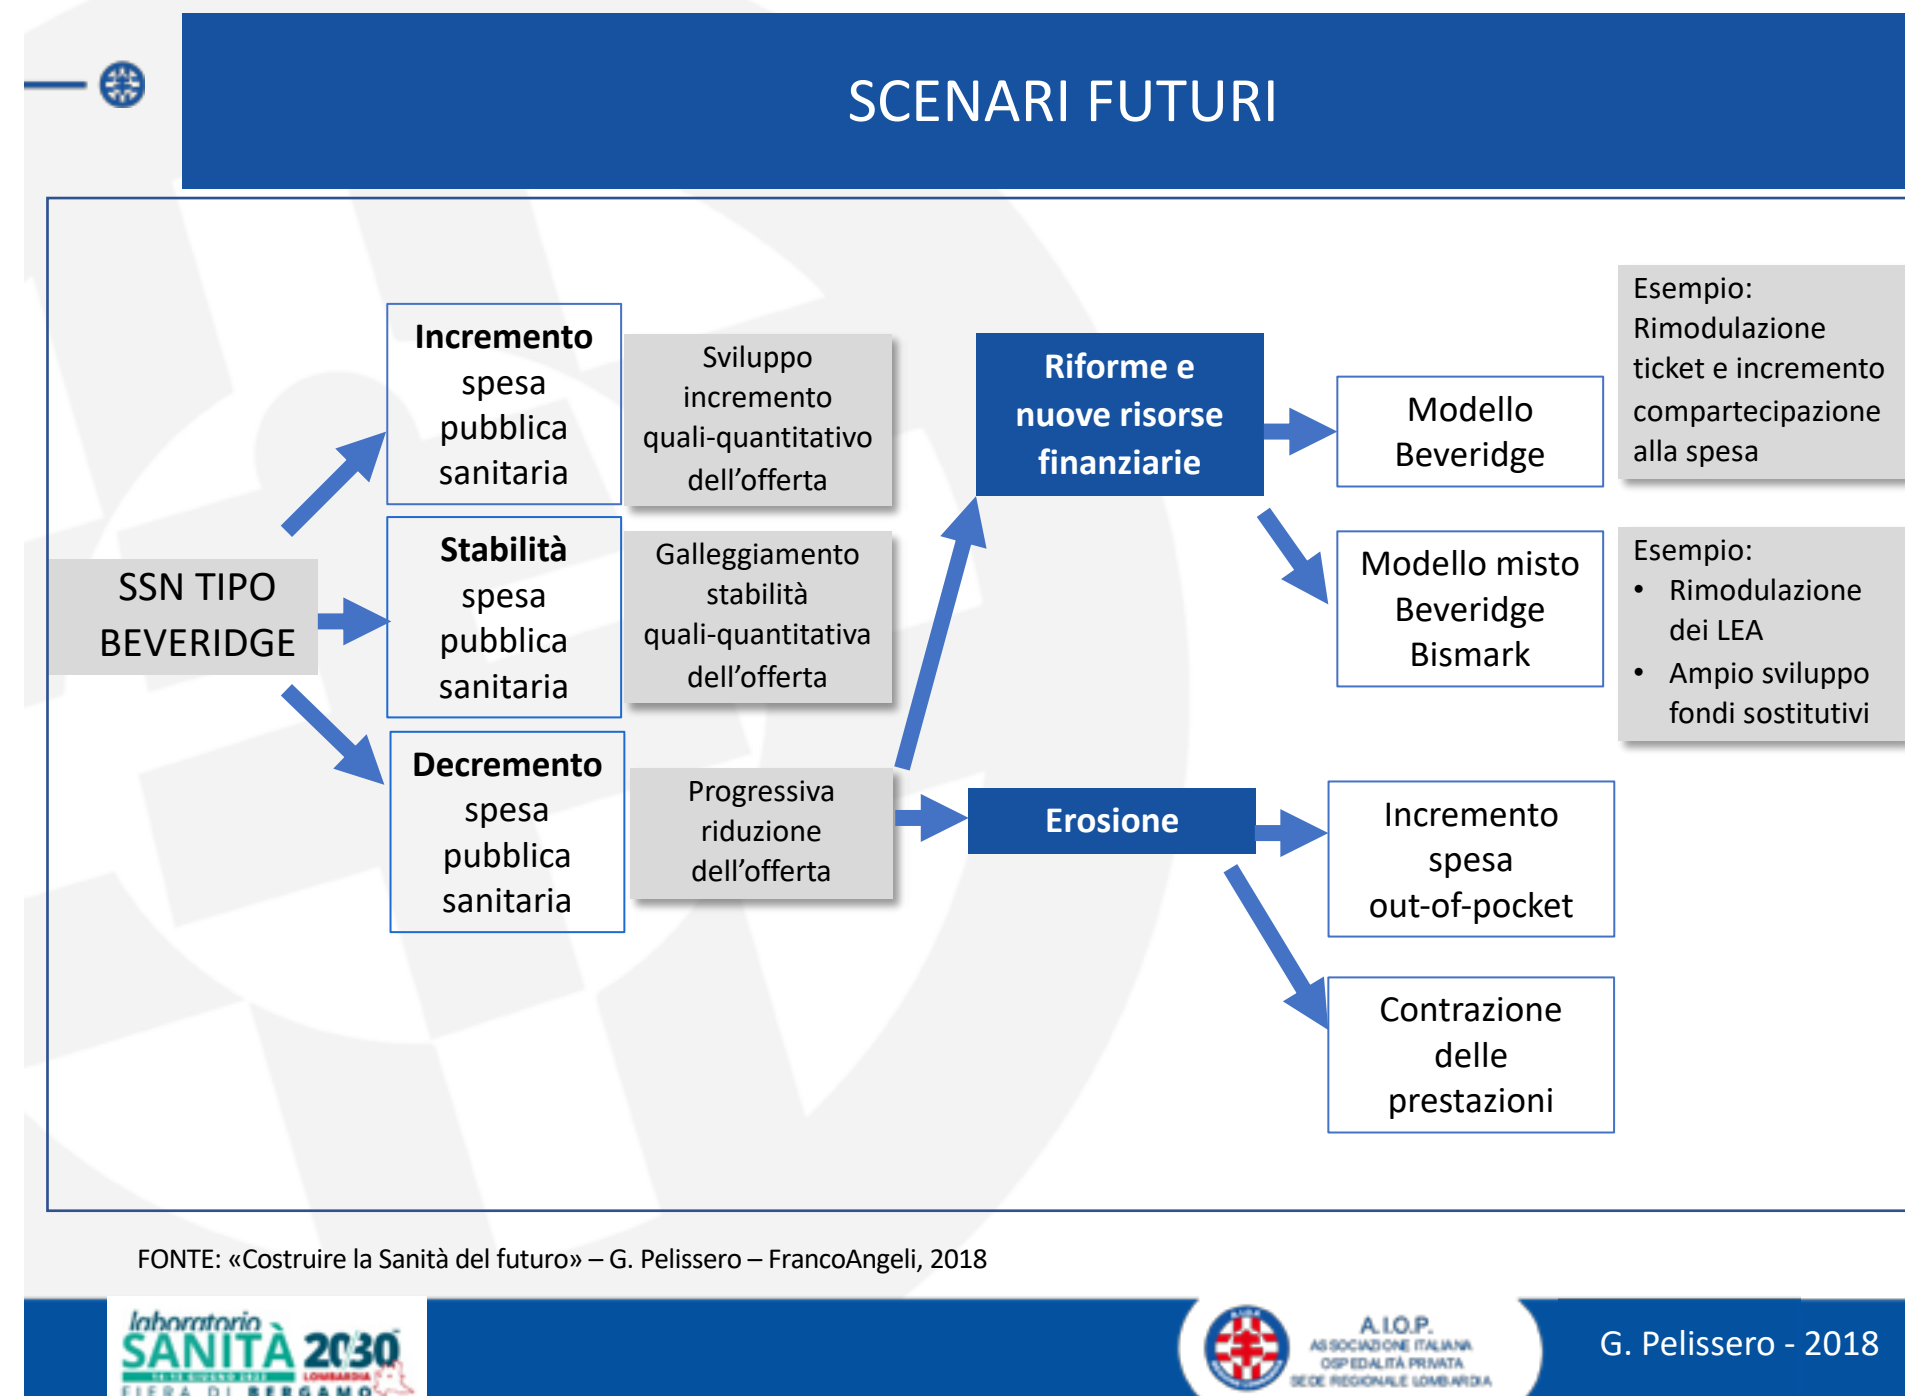 SCENARI FUTURI
SSN TIPO
BEVERIDGE
Incremento
spesa
pubblica
sanitaria
Sviluppo
incremento
quali-quantitativo
dell’offerta
Stabilità
spesa
pubblica
sanitaria
Galleggiamento
stabilità
quali-quantitativa
dell’offerta
Decremento
spesa
pubblica
sanitaria
Progressiva
riduzione
dell’offerta
Riforme e
nuove risorse
finanziarie
Modello
Beveridge
Esempio:
Rimodulazione
ticket e incremento
compartecipazione
alla spesa
Modello misto
Beveridge
Bismark
Esempio:
• Rimodulazione
dei LEA
• Ampio sviluppo
fondi sostitutivi
Erosione
Incremento
spesa
out-of-pocket
Contrazione
delle
prestazioni
FONTE: «Costruire la Sanità del futuro» – G. Pelissero – FrancoAngeli, 2018
laboratorio
SANITÀ 2030
LOMBARDIA
FIERA DI BERGAMO
A.I.O.P.
ASSOCIAZIONE ITALIANA
OSPEDALITÀ PRIVATA
SEDE REGIONALE LOMBARDIA
G. Pelissero - 2018